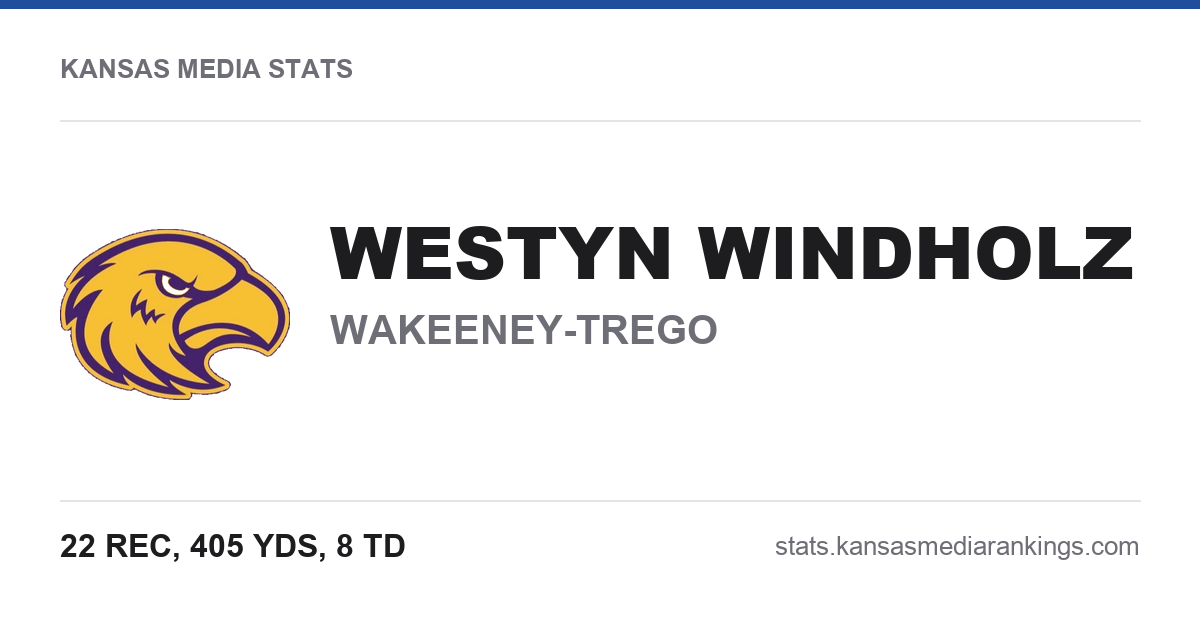 KANSAS MEDIA STATS
WESTYN WINDHOLZ
WAKEENEY-TREGO
22 REC, 405 YDS, 8 TD
stats.kansasmediarankings.com